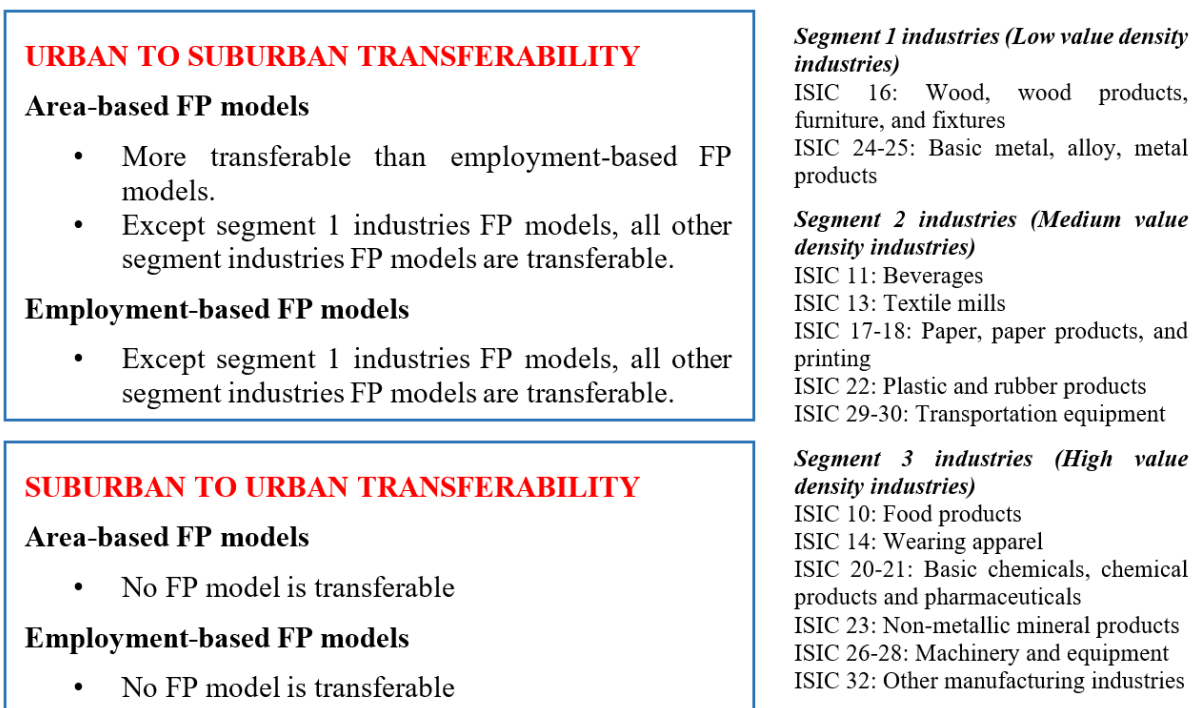 URBAN TO SUBURBAN TRANSFERABILITY
Area-based FP models
• More transferable than employment-based FP
models.
• Except segment 1 industries FP models, all other
segment industries FP models are transferable.
Employment-based FP models
• Except segment 1 industries FP models, all other
segment industries FP models are transferable.
SUBURBAN TO URBAN TRANSFERABILITY
Area-based FP models
• No FP model is transferable
Employment-based FP models
• No FP model is transferable
Segment 1 industries (Low value density
industries)
ISIC 16: Wood, wood products,
furniture, and fixtures
ISIC 24-25: Basic metal, alloy, metal
products
Segment 2 industries (Medium value
density industries)
ISIC 11: Beverages
ISIC 13: Textile mills
ISIC 17-18: Paper, paper products, and
printing
ISIC 22: Plastic and rubber products
ISIC 29-30: Transportation equipment
Segment 3 industries (High value
density industries)
ISIC 10: Food products
ISIC 14: Wearing apparel
ISIC 20-21: Basic chemicals, chemical
products and pharmaceuticals
ISIC 23: Non-metallic mineral products
ISIC 26-28: Machinery and equipment
ISIC 32: Other manufacturing industries